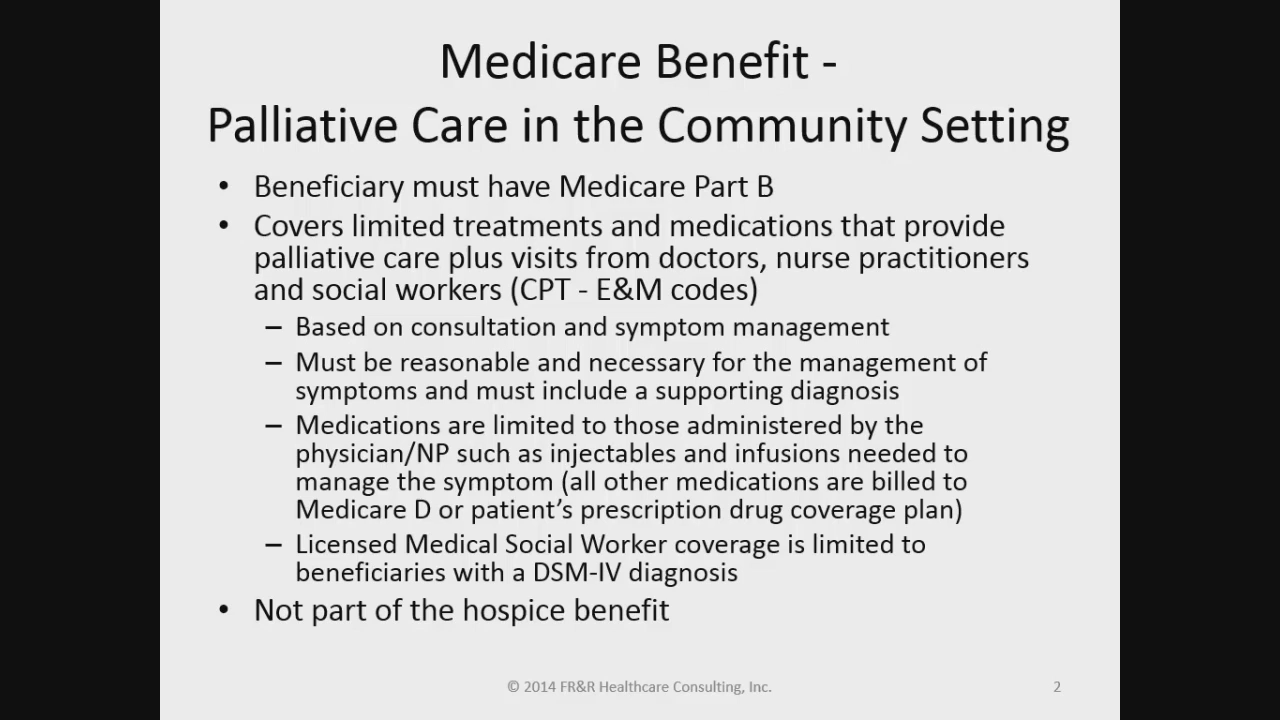 Medicare Benefit -
Palliative Care in the Community Setting
• Beneficiary must have Medicare Part B
• Covers limited treatments and medications that provide
palliative care plus visits from doctors, nurse practitioners
and social workers (CPT - E&M codes)
– Based on consultation and symptom management
– Must be reasonable and necessary for the management of
symptoms and must include a supporting diagnosis
– Medications are limited to those administered by the
physician/NP such as injectables and infusions needed to
manage the symptom (all other medications are billed to
Medicare D or patient’s prescription drug coverage plan)
– Licensed Medical Social Worker coverage is limited to
beneficiaries with a DSM-IV diagnosis
• Not part of the hospice benefit
© 2014 FR&R Healthcare Consulting, Inc.
2